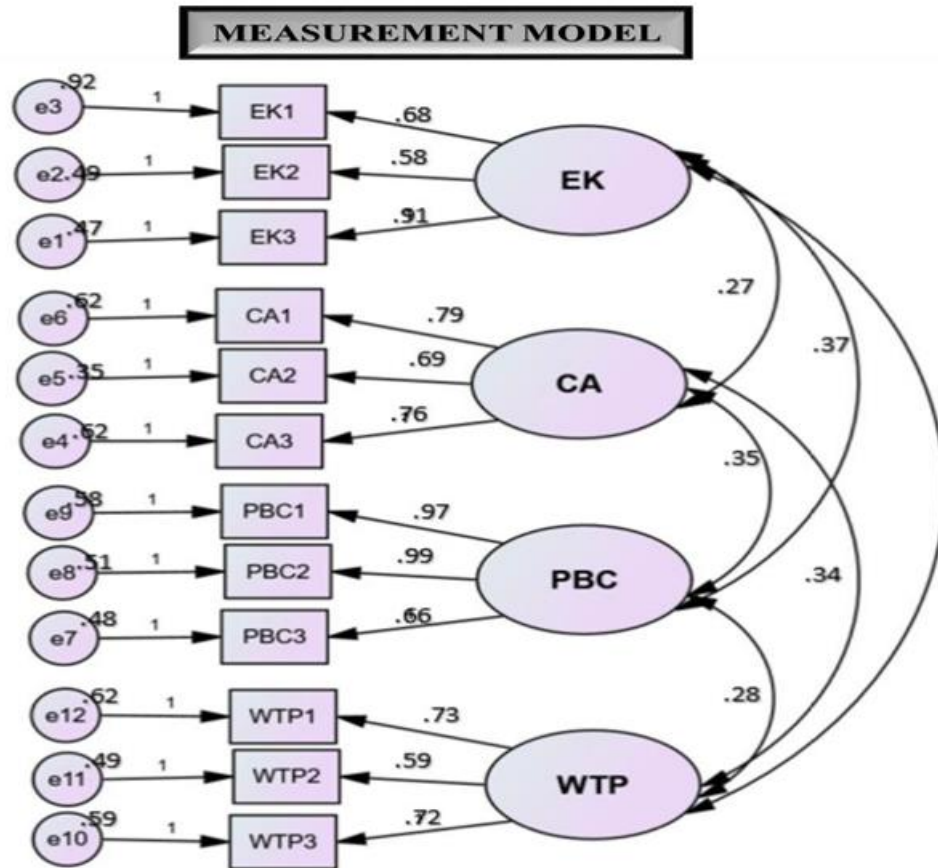 MEASUREMENT MODEL
.92
e3 1 EK1 .68
e2 .49 1 EK2 .58 EK
e1 .47 1 EK3 .91
.27
.62
e6 1 CA1 .79
.37
e5 .35 1 CA2 .69 CA
e4 .62 1 CA3 .76
.35
.58
e9 1 PBC1 .97
.51
e8 1 PBC2 .99 PBC .34
.48
e7 1 PBC3 .66
.28
.62
e12 1 WTP1 .73
.49
e11 1 WTP2 .59 WTP
.59
e10 1 WTP3 .72